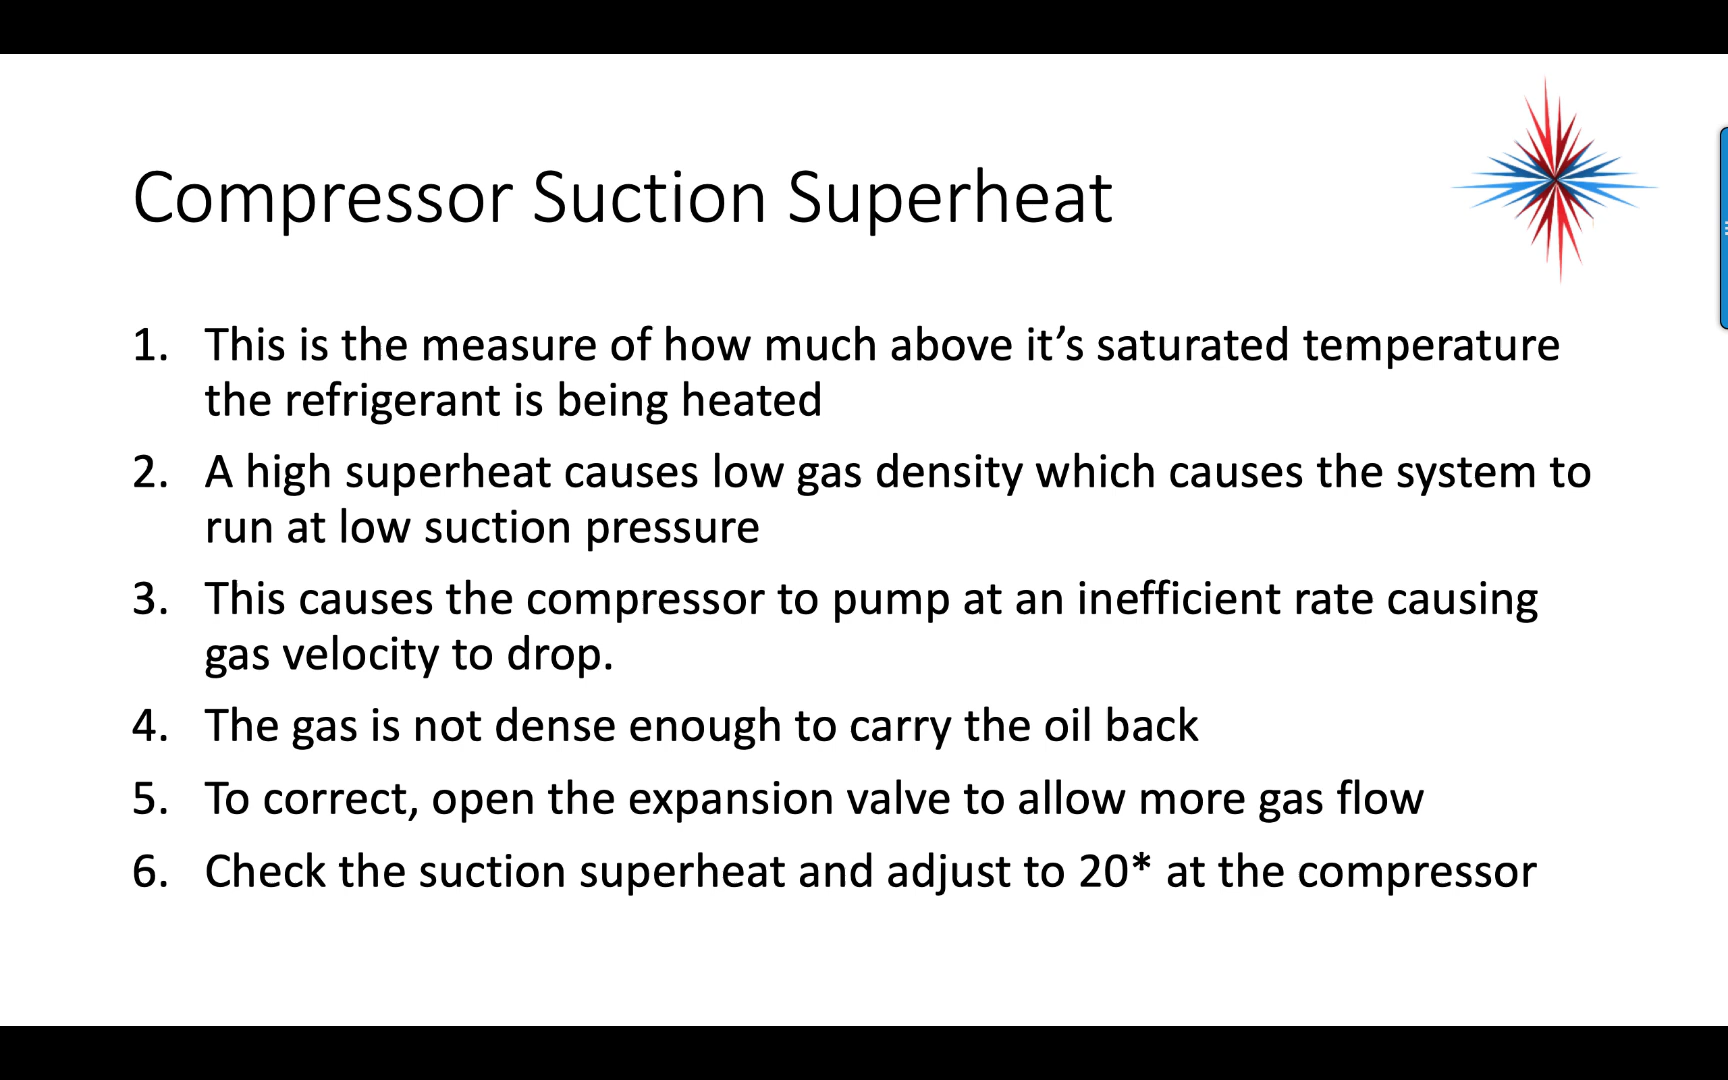 Compressor Suction Superheat
1. This is the measure of how much above it’s saturated temperature
the refrigerant is being heated
2. A high superheat causes low gas density which causes the system to
run at low suction pressure
3. This causes the compressor to pump at an inefficient rate causing
gas velocity to drop.
4. The gas is not dense enough to carry the oil back
5. To correct, open the expansion valve to allow more gas flow
6. Check the suction superheat and adjust to 20* at the compressor